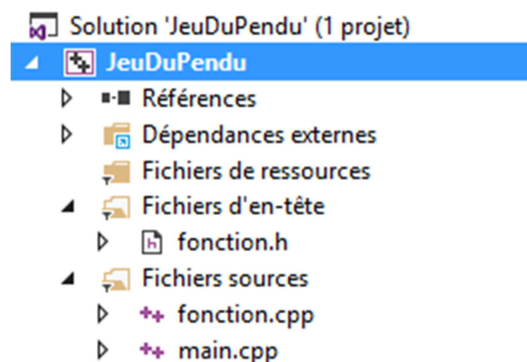 Solution 'JeuDuPendu' (1 projet)
JeuDuPendu
Références
Dépendances externes
Fichiers de ressources
Fichiers d'en-tête
fonction.h
Fichiers sources
fonction.cpp
main.cpp